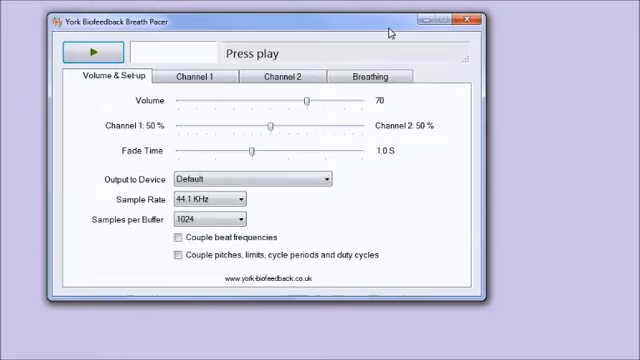 York Biofeedback Breath Pacer
Press play
Volume & Set-up
Channel 1
Channel 2
Breathing
Volume
70
Channel 1: 50 %
Channel 2: 50 %
Fade Time
1.0 S
Output to Device
Default
Sample Rate
44.1 KHz
Samples per Buffer
1024
Couple beat frequencies
Couple pitches, limits, cycle periods and duty cycles
www.york-biofeedback.co.uk